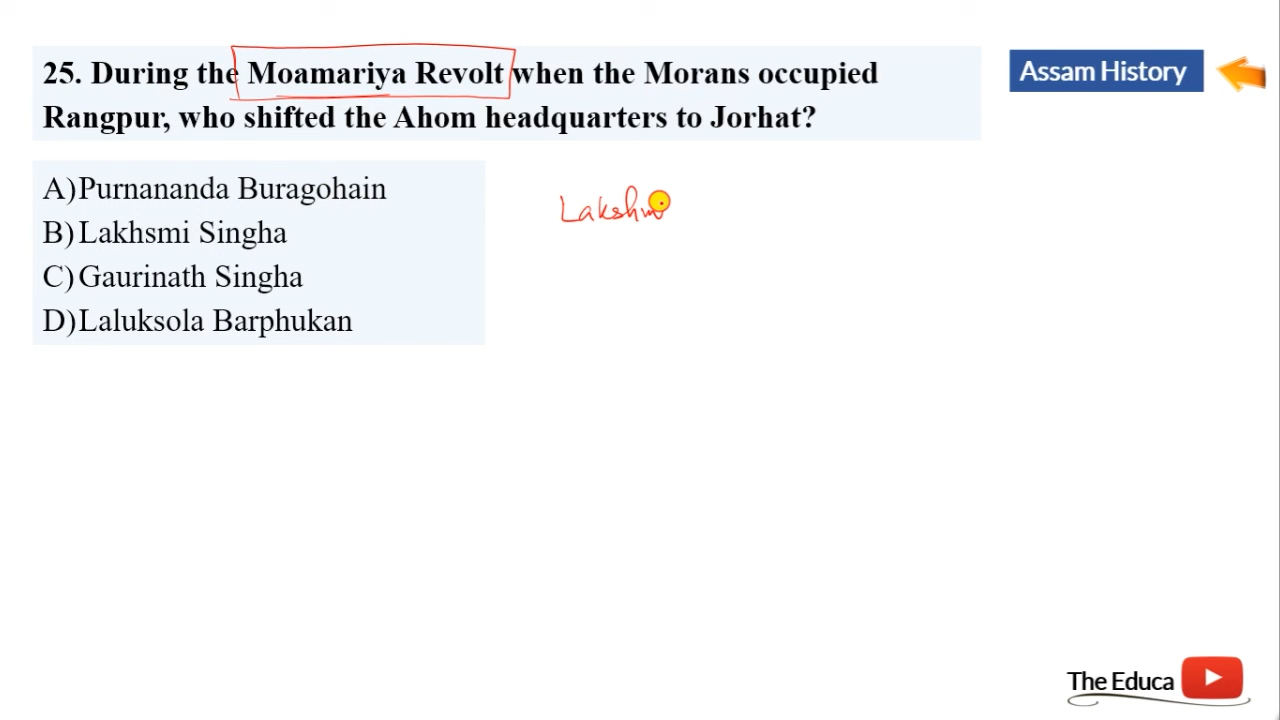 25. During the Moamariya Revolt when the Morans occupied
Rangpur, who shifted the Ahom headquarters to Jorhat?
Assam History
A) Purnananda Buragohain
B) Lakhsmi Singha
C) Gaurinath Singha
D) Laluksola Barphukan
Lakshm
The Educa